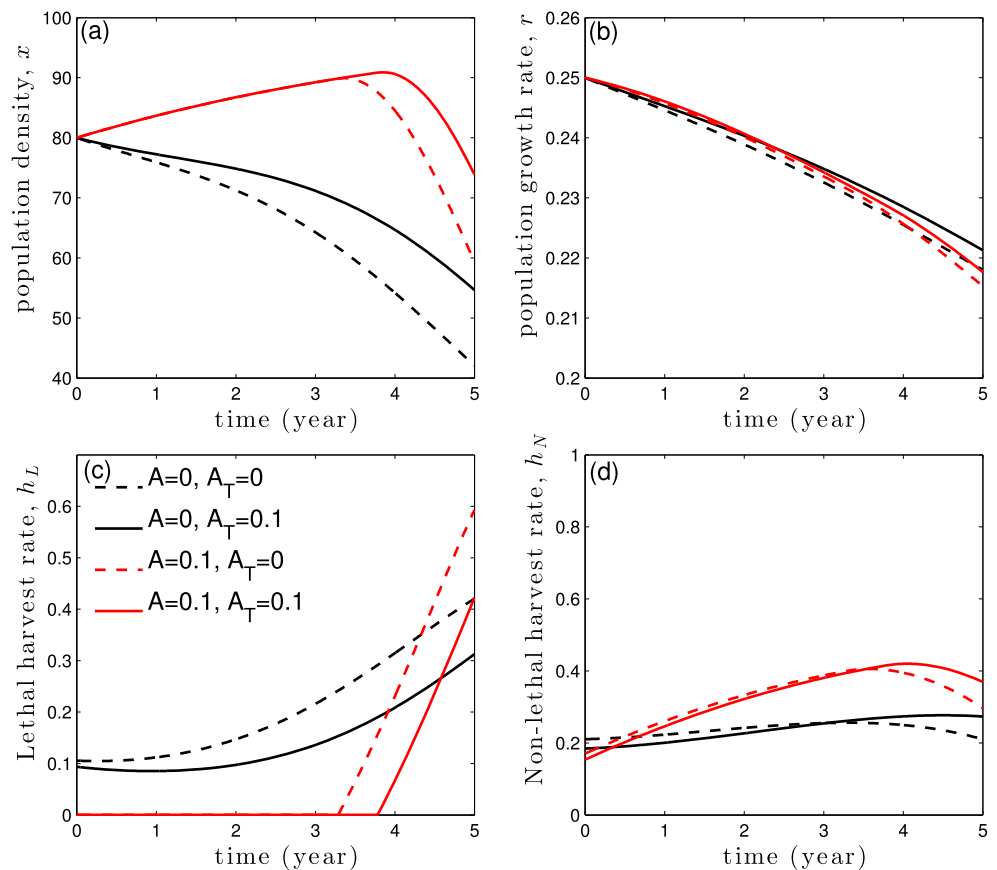 (a)
population density, x
100
90
80
70
60
50
40
0 1 2 3 4 5
time (year)
(b)
population growth rate, r
0.26
0.25
0.24
0.23
0.22
0.21
0.2
0 1 2 3 4 5
time (year)
(c)
Lethal harvest rate, h_L
0.6
0.5
0.4
0.3
0.2
0.1
0
A=0, A_T=0
A=0, A_T=0.1
A=0.1, A_T=0
A=0.1, A_T=0.1
0 1 2 3 4 5
time (year)
(d)
Non-lethal harvest rate, h_N
1
0.8
0.6
0.4
0.2
0
0 1 2 3 4 5
time (year)